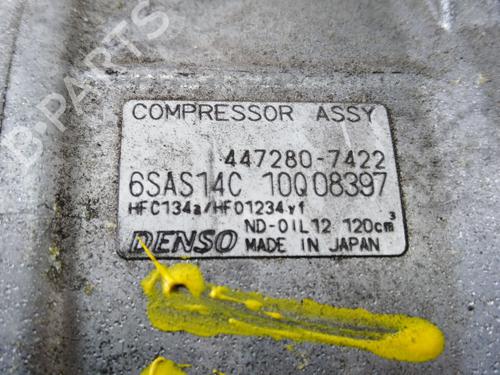 B-PARTS
COMPRESSOR ASSY
447280-7422
6SAS14C 10Q08397
HFC134a/HFO1234yf
ND-OIL12 120cm³
DENSO MADE IN JAPAN